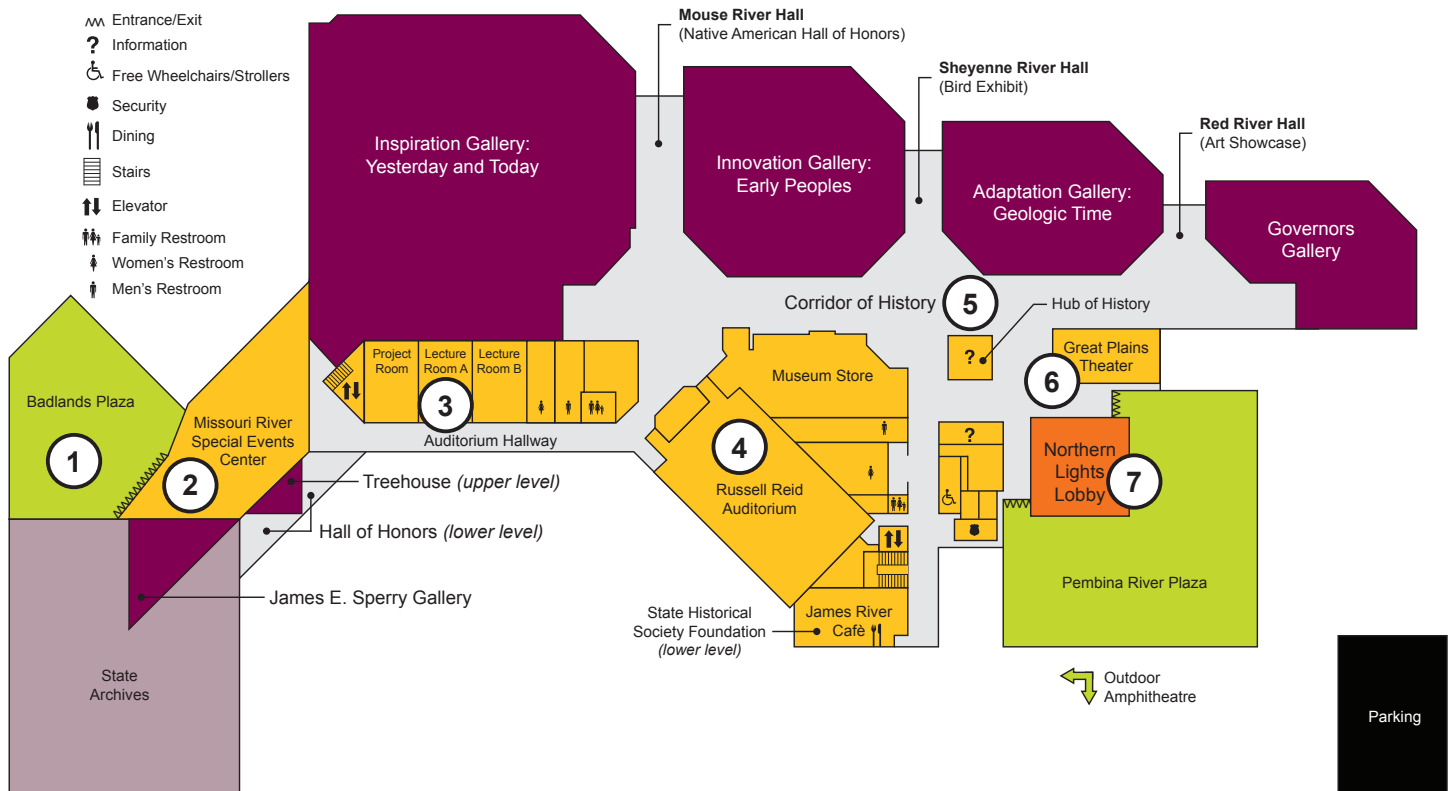 Entrance/Exit
? Information
Free Wheelchairs/Strollers
Security
Dining
Stairs
Elevator
Family Restroom
Women's Restroom
Men's Restroom
Mouse River Hall
(Native American Hall of Honors)
Sheyenne River Hall
(Bird Exhibit)
Red River Hall
(Art Showcase)
Inspiration Gallery:
Yesterday and Today
Innovation Gallery:
Early Peoples
Adaptation Gallery:
Geologic Time
Governors
Gallery
Corridor of History
5
Hub of History
?
Great Plains
Theater
6
Project
Room
Lecture
Room A
Lecture
Room B
3
Auditorium Hallway
Museum Store
4
Russell Reid
Auditorium
?
Northern
Lights
Lobby
7
Badlands Plaza
1
Missouri River
Special Events
Center
2
Treehouse (upper level)
Hall of Honors (lower level)
James E. Sperry Gallery
State
Archives
State Historical
Society Foundation
(lower level)
James River
Cafè
Pembina River Plaza
Outdoor
Amphitheatre
Parking